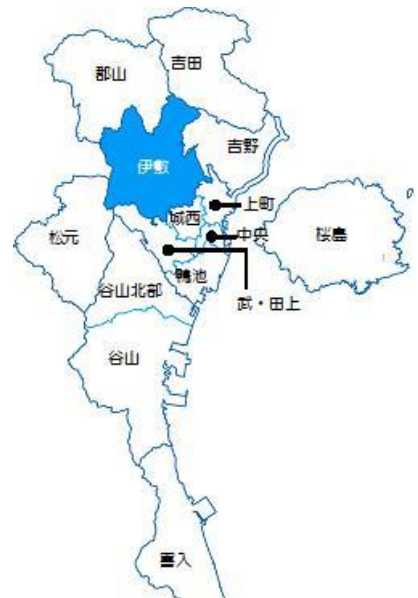 吉田
郡山
吉野
伊敷
上町
城西
中央
桜島
松元
鴨池
谷山北部
武・田上
谷山
喜入